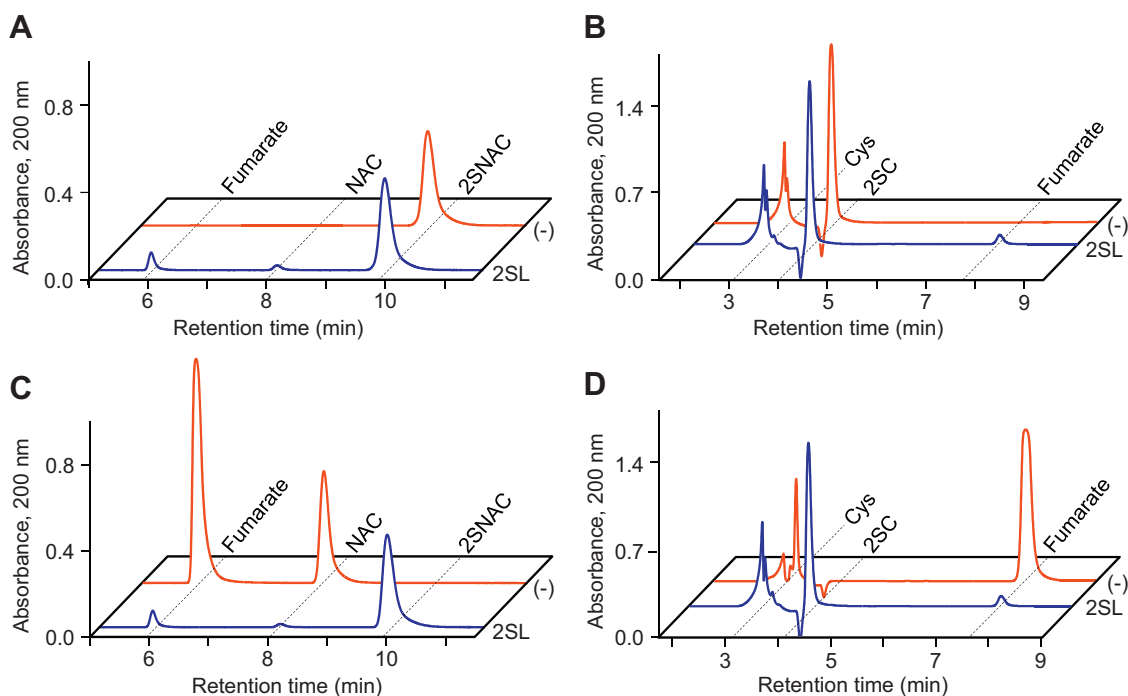 A
Absorbance, 200 nm
0.8
0.4
0.0
Fumarate
NAC
2SNAC
(-)
2SL
6
8
10
Retention time (min)
B
Absorbance, 200 nm
1.4
0.7
0.0
Cys
2SC
Fumarate
(-)
2SL
3
5
7
9
Retention time (min)
C
Absorbance, 200 nm
0.8
0.4
0.0
Fumarate
NAC
2SNAC
(-)
2SL
6
8
10
Retention time (min)
D
Absorbance, 200 nm
1.4
0.7
0.0
Cys
2SC
Fumarate
(-)
2SL
3
5
7
9
Retention time (min)